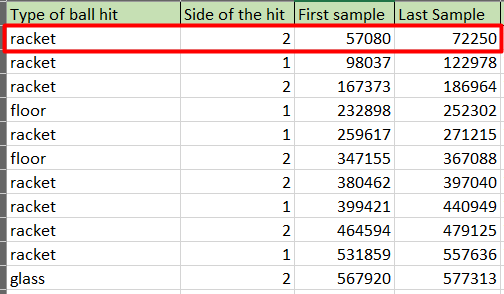 Type of ball hit Side of the hit First sample Last Sample
racket 2 57080 72250
racket 1 98037 122978
racket 2 167373 186964
floor 1 232898 252302
racket 1 259617 271215
floor 2 347155 367088
racket 2 380462 397040
racket 1 399421 440949
racket 2 464594 479125
racket 1 531859 557636
glass 2 567920 577313